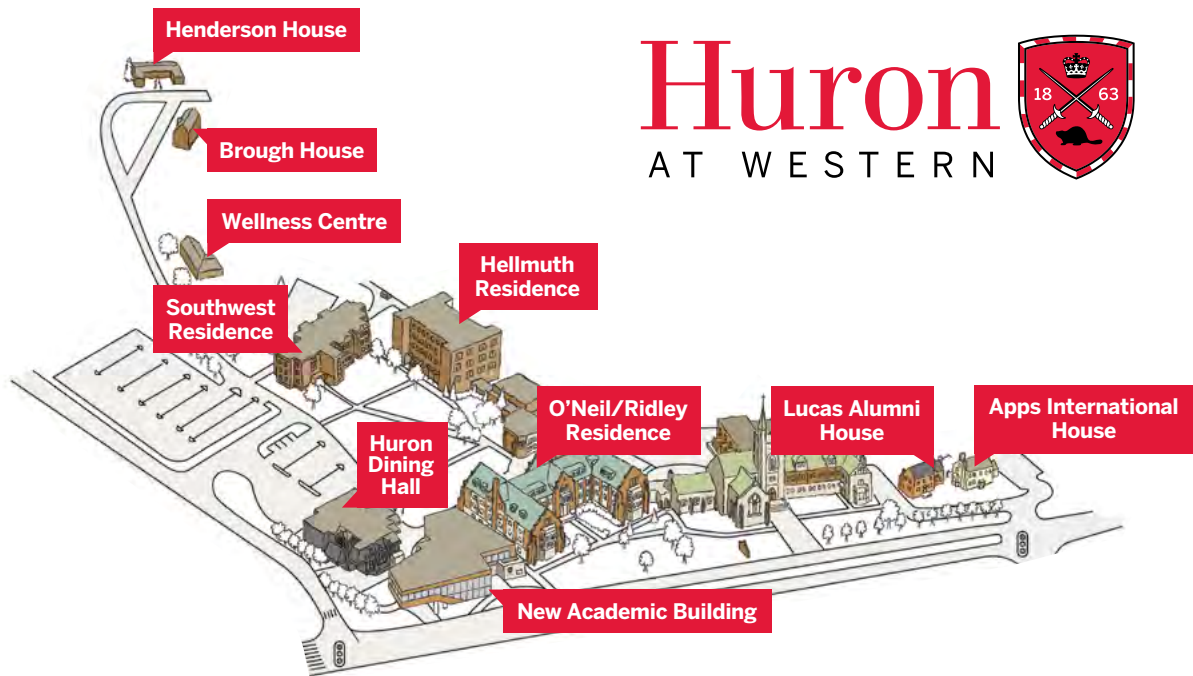 Henderson House
Huron
AT WESTERN
18 63
Brough House
Wellness Centre
Hellmuth
Residence
Southwest
Residence
O'Neil/Ridley
Residence
Lucas Alumni
House
Apps International
House
Huron
Dining
Hall
New Academic Building